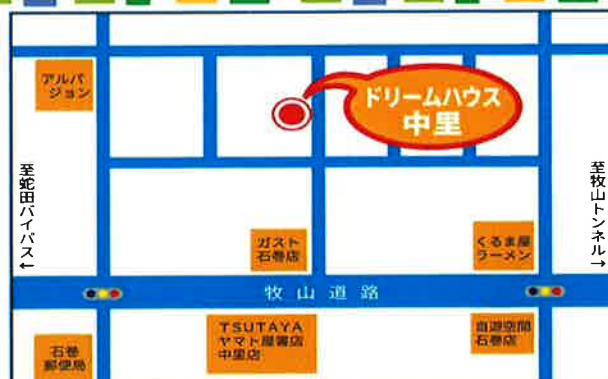 アルパ
ジョン
ドリームハウス
中里
至蛇田バイパス←
至牧山トンネル→
ガスト
石巻店
くるま屋
ラーメン
牧山道路
TSUTAYA
ヤマト屋書店
中里店
自遊空間
石巻店
石巻
郵便局